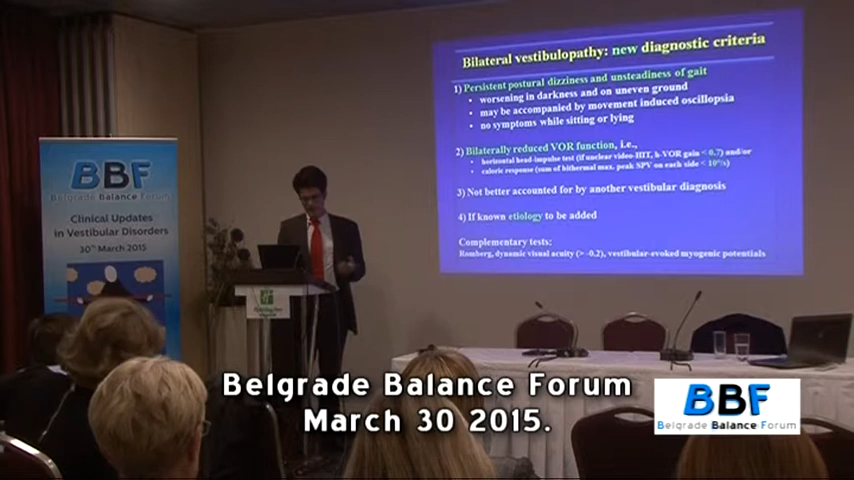 Bilateral vestibulopathy: new diagnostic criteria
1) Persistent postural dizziness and unsteadiness of gait
• worsening in darkness and on uneven ground
• may be accompanied by movement induced oscillopsia
• no symptoms while sitting or lying
2) Bilaterally reduced VOR function, i.e.,
• horizontal head-impulse test (if unclear video-HIT, h-VOR gain < 0.7) and/or
• caloric response (sum of bithermal max. peak SPV on each side < 10°/s)
3) Not better accounted for by another vestibular diagnosis
4) If known etiology to be added
Complementary tests:
Romberg, dynamic visual acuity (> -0.2), vestibular-evoked myogenic potentials
BBF
Belgrade Balance Forum
Clinical Updates
in Vestibular Disorders
30th March 2015
Holiday Inn
Belgrade Balance Forum
March 30 2015.
BBF
Belgrade Balance Forum